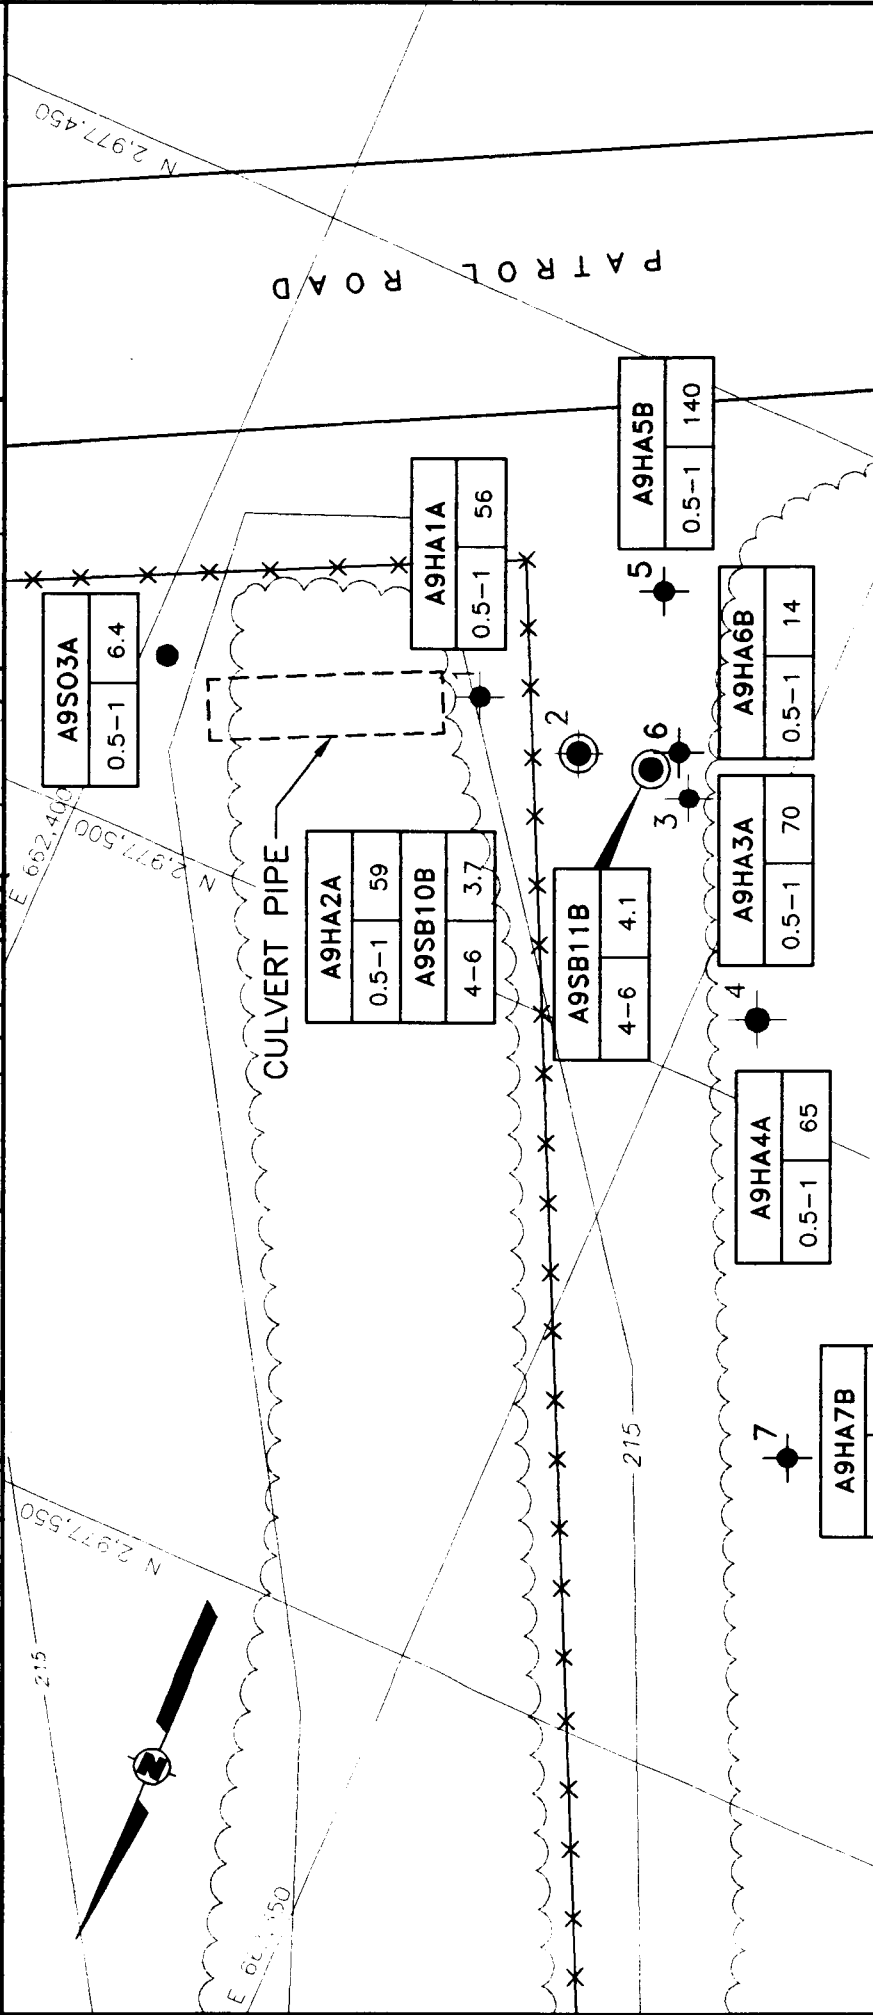 N 2,977,450
PATROL ROAD
A9SO3A
0.5-1 6.4
A9HA1A
0.5-1 56
A9HA5B
0.5-1 140
E 662,400
N 2,977,500
CULVERT PIPE
1
2
5
6
3
A9HA6B
0.5-1 14
A9HA2A
0.5-1 59
A9SB10B
4-6 3.7
A9SB11B
4-6 4.1
A9HA3A
0.5-1 70
4
A9HA4A
0.5-1 65
7
A9HA7B
215
N 2,977,550
215
N
E